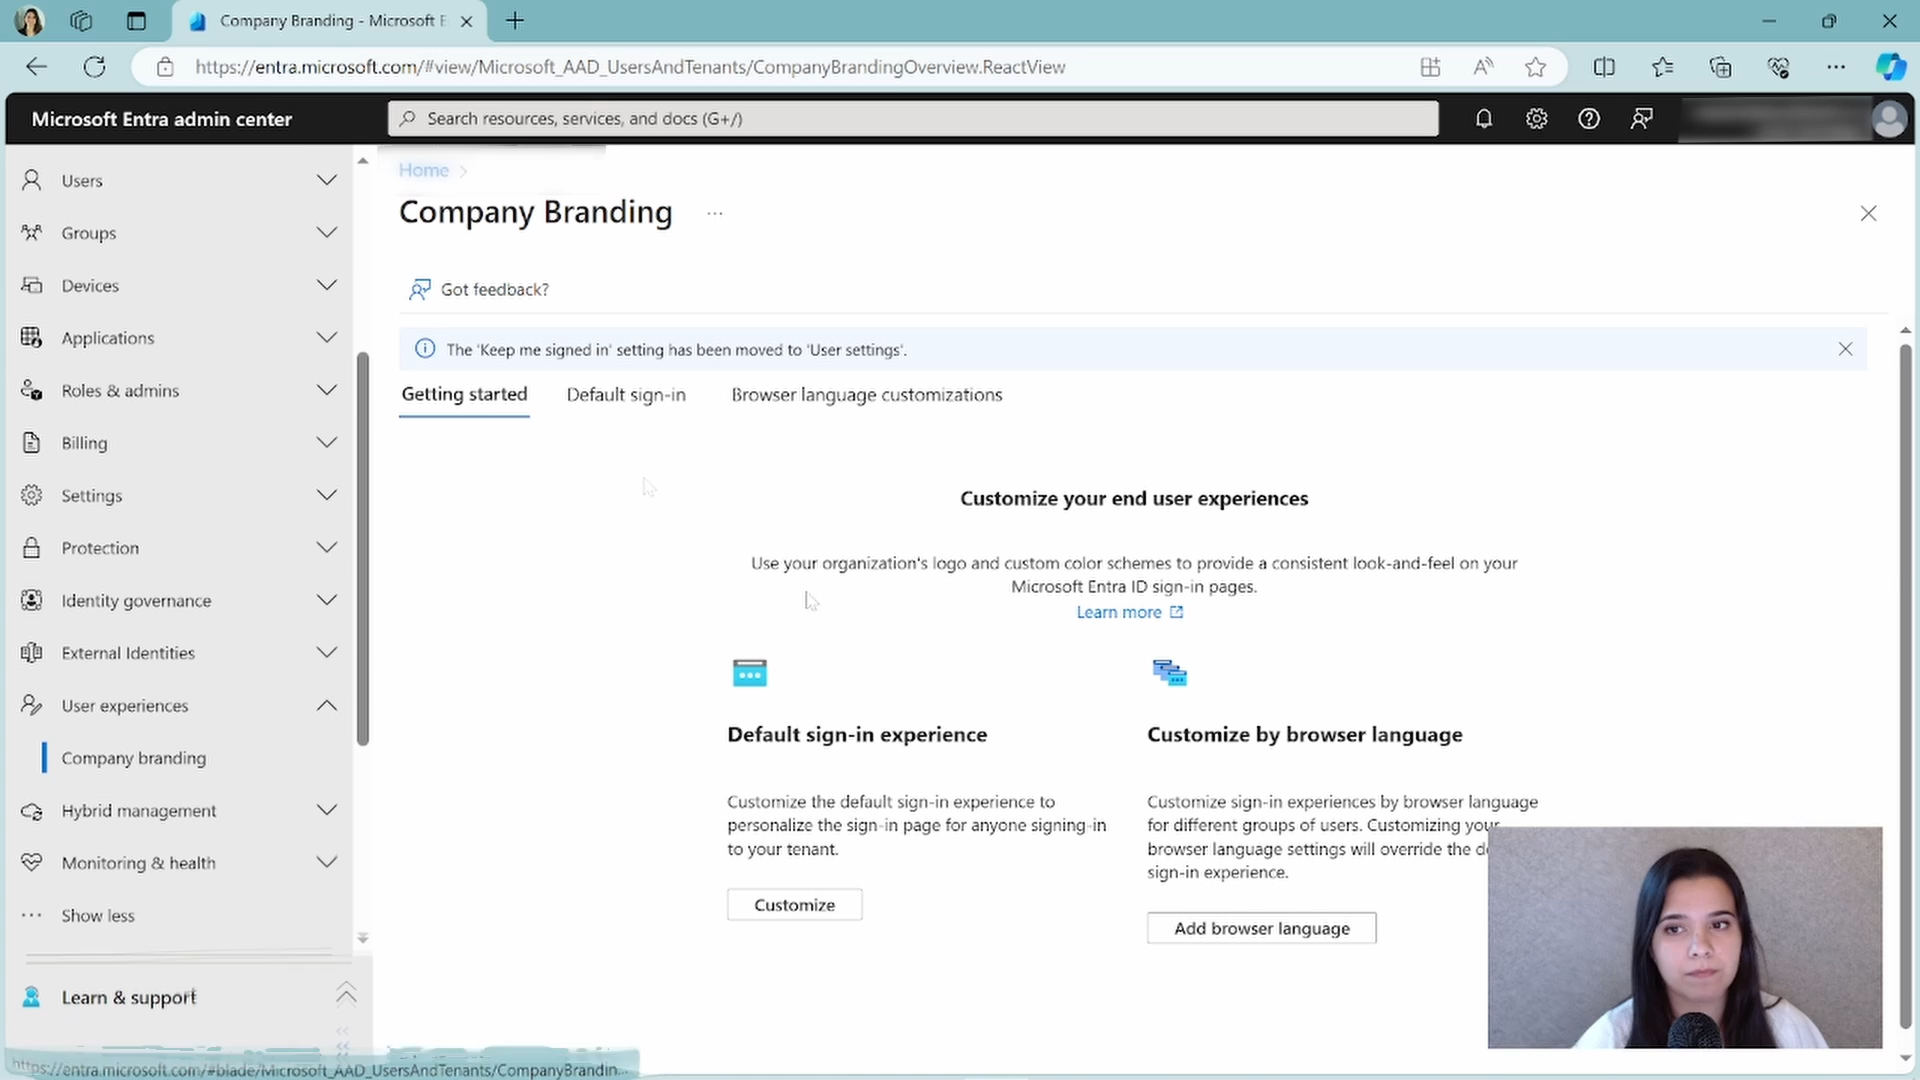 Company Branding - Microsoft E
https://entra.microsoft.com/#view/Microsoft_AAD_UsersAndTenants/CompanyBrandingOverview.ReactView
Microsoft Entra admin center
Search resources, services, and docs (G+/)
Users
Groups
Devices
Applications
Roles & admins
Billing
Settings
Protection
Identity governance
External Identities
User experiences
Company branding
Hybrid management
Monitoring & health
Show less
Learn & support
Home
Company Branding
Got feedback?
The 'Keep me signed in' setting has been moved to 'User settings'.
Getting started Default sign-in Browser language customizations
Customize your end user experiences
Use your organization's logo and custom color schemes to provide a consistent look-and-feel on your
Microsoft Entra ID sign-in pages.
Learn more
Default sign-in experience
Customize the default sign-in experience to
personalize the sign-in page for anyone signing-in
to your tenant.
Customize
Customize by browser language
Customize sign-in experiences by browser language
for different groups of users. Customizing your
browser language settings will override the de
sign-in experience.
Add browser language
https://entra.microsoft.com/#blade/Microsoft_AAD_UsersAndTenants/CompanyBrandin...